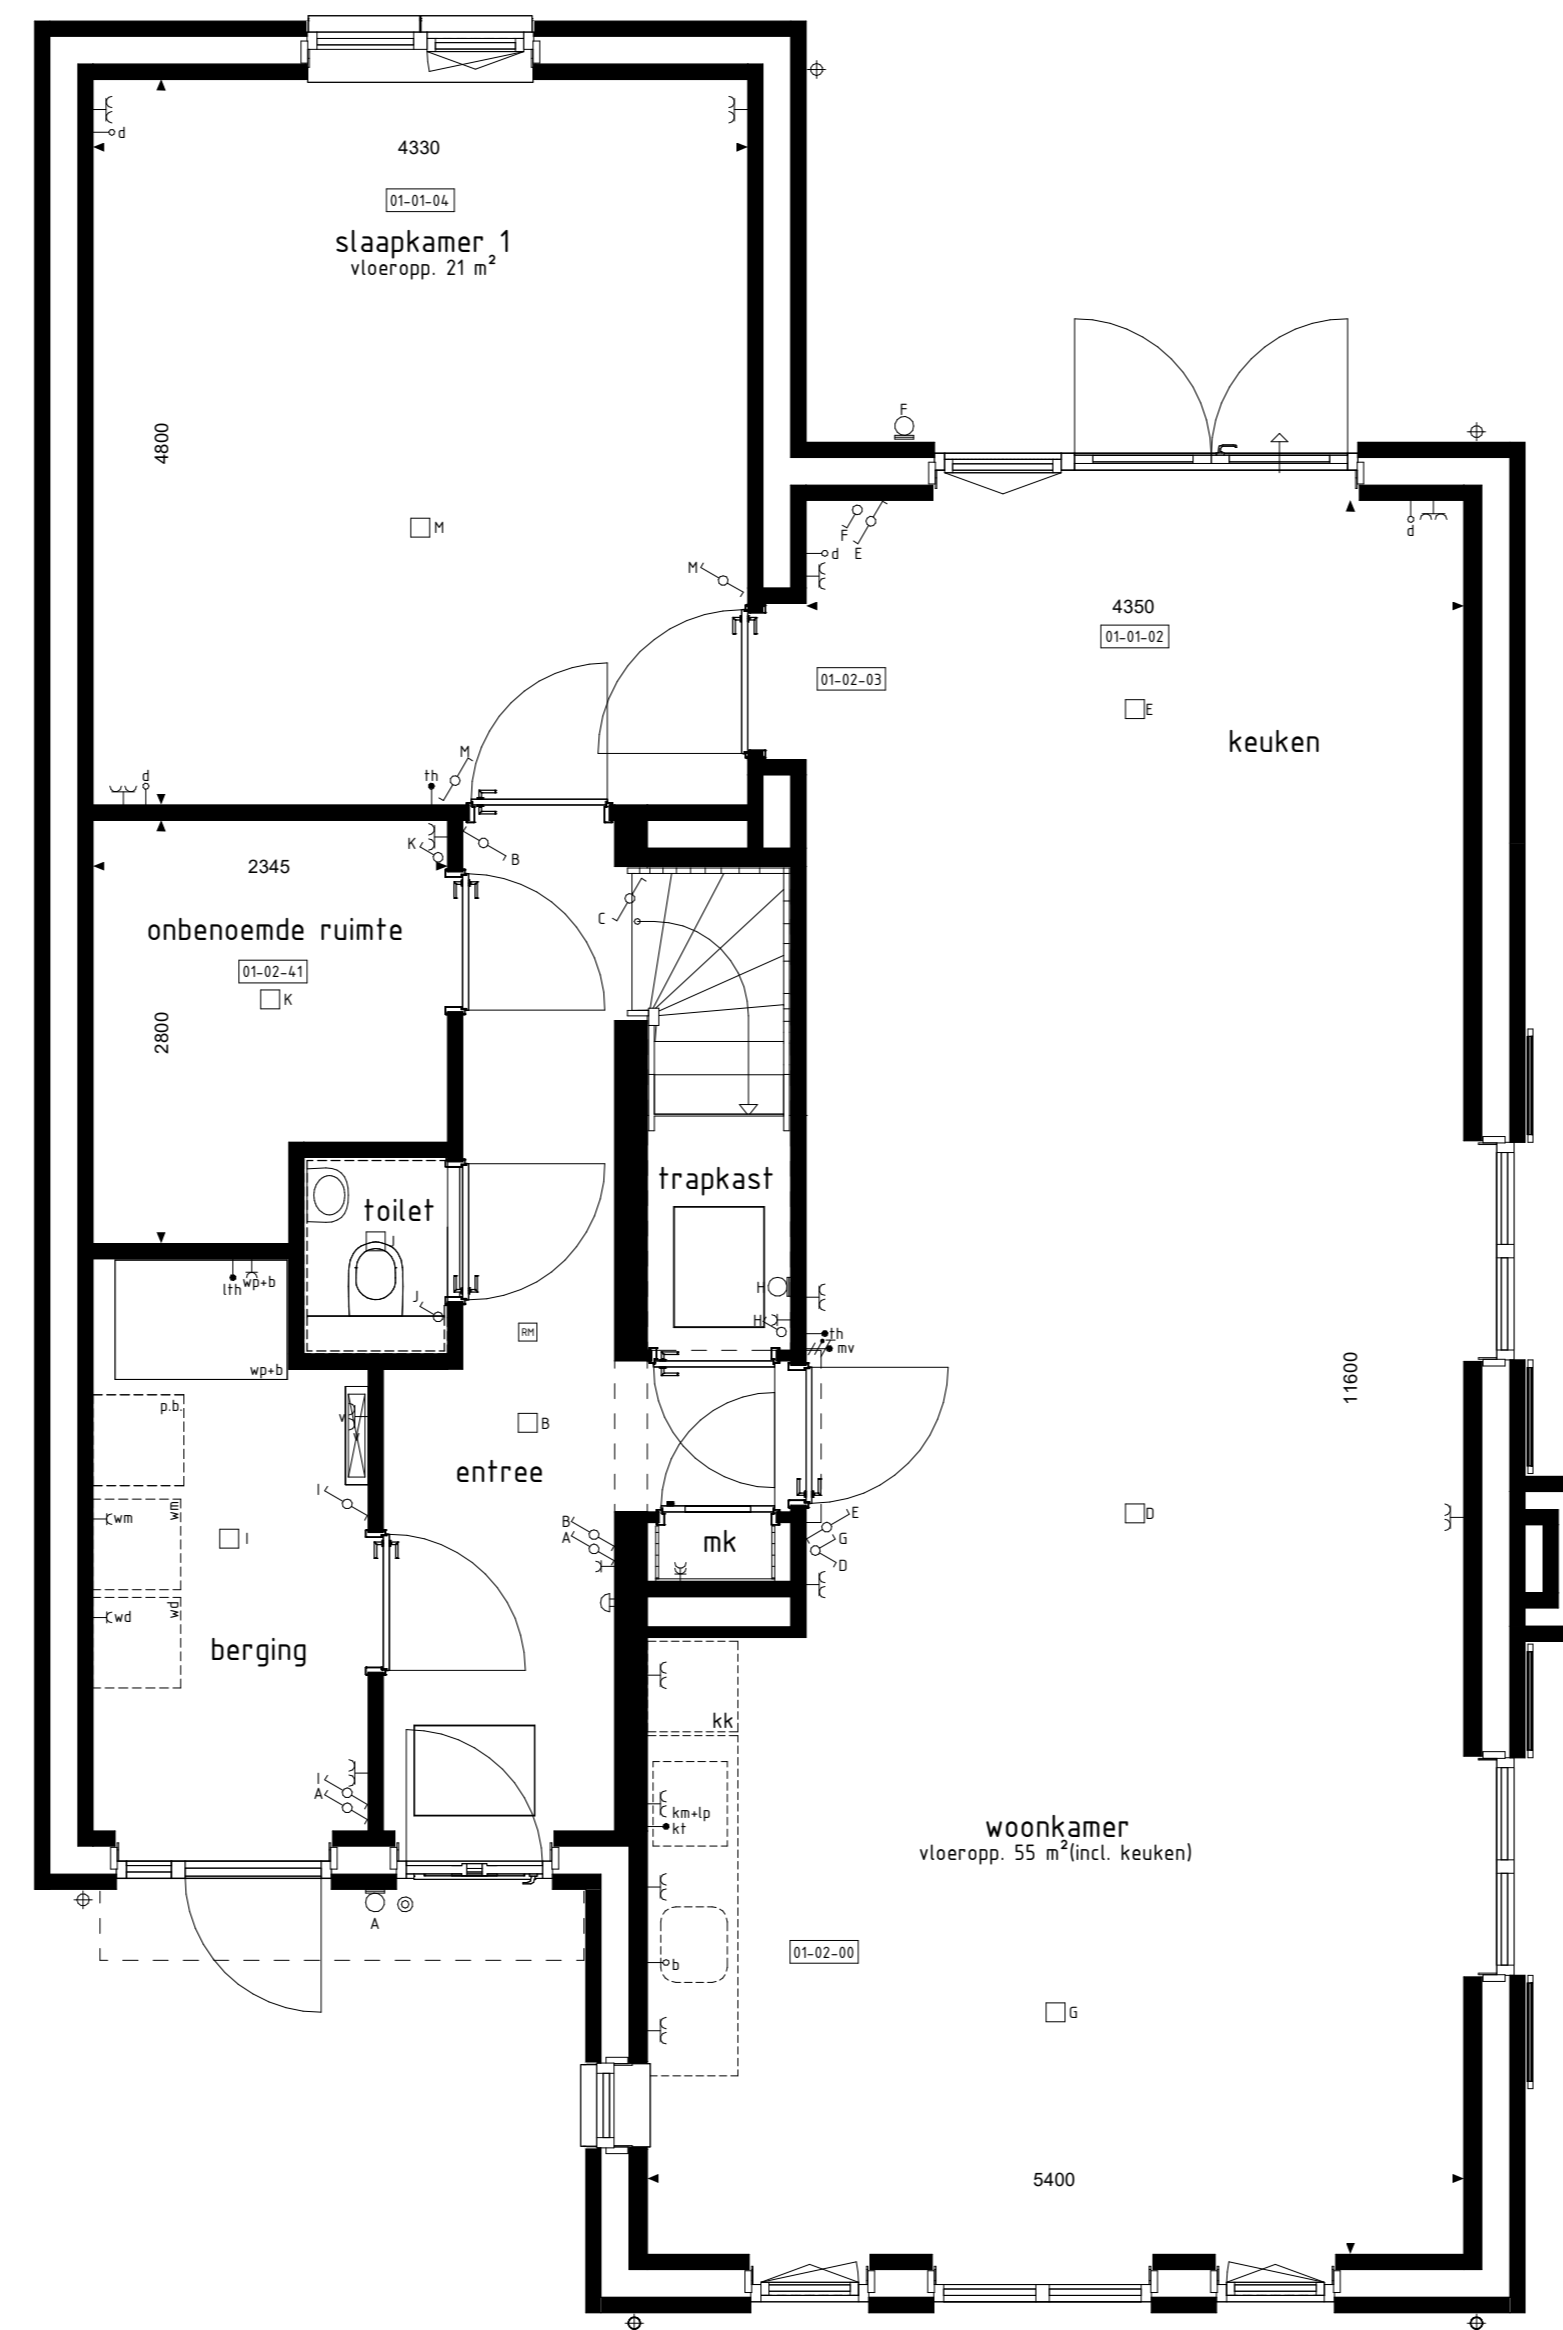 d
4330
01-01-04
slaapkamer 1
vloeropp. 21 m²
4800
M
M
F
F
E
d
d
4350
01-01-02
01-02-03
E
keuken
d
th
M
K
B
2345
onbenoemde ruimte
01-02-41
K
2800
C
trapkast
toilet
J
J
lth
wp+b
wp+b
H
H
th
mv
RM
p.b.
v
v
B
entree
11600
I
wm
wm
I
B
A
mk
E
G
D
D
wd
wd
berging
kk
I
A
km+lp
kt
woonkamer
vloeropp. 55 m²(incl. keuken)
A
b
01-02-00
G
5400